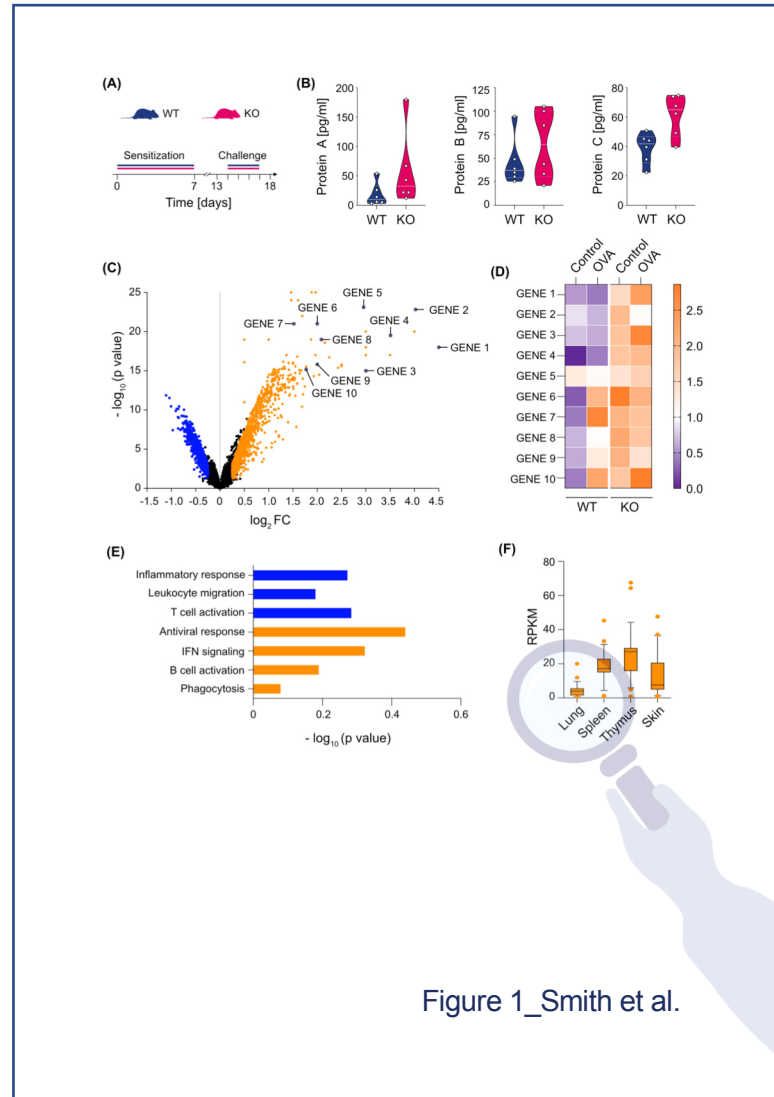 (A)
WT KO
Sensitization Challenge
0 7 13 18
Time [days]
(B)
Protein A [pg/ml]
200
150
100
50
0
WT KO
Protein B [pg/ml]
125
100
75
50
25
0
WT KO
Protein C [pg/ml]
80
60
40
20
0
WT KO
(C)
- log10 (p value)
25
20
15
10
5
0
GENE 5
GENE 6
GENE 2
GENE 7
GENE 4
GENE 8
GENE 1
GENE 9
GENE 3
GENE 10
-1.5 -1.0 -0.5 0 0.5 1.0 1.5 2.0 2.5 3.0 3.5 4.0 4.5
log2 FC
(D)
Control OVA Control OVA
GENE 1
GENE 2
GENE 3
GENE 4
GENE 5
GENE 6
GENE 7
GENE 8
GENE 9
GENE 10
WT KO
2.5
2.0
1.5
1.0
0.5
0.0
(E)
Inflammatory response
Leukocyte migration
T cell activation
Antiviral response
IFN signaling
B cell activation
Phagocytosis
0 0.2 0.4 0.6
- log10 (p value)
(F)
RPKM
80
60
40
20
0
Lung Spleen Thymus Skin
Figure 1_Smith et al.